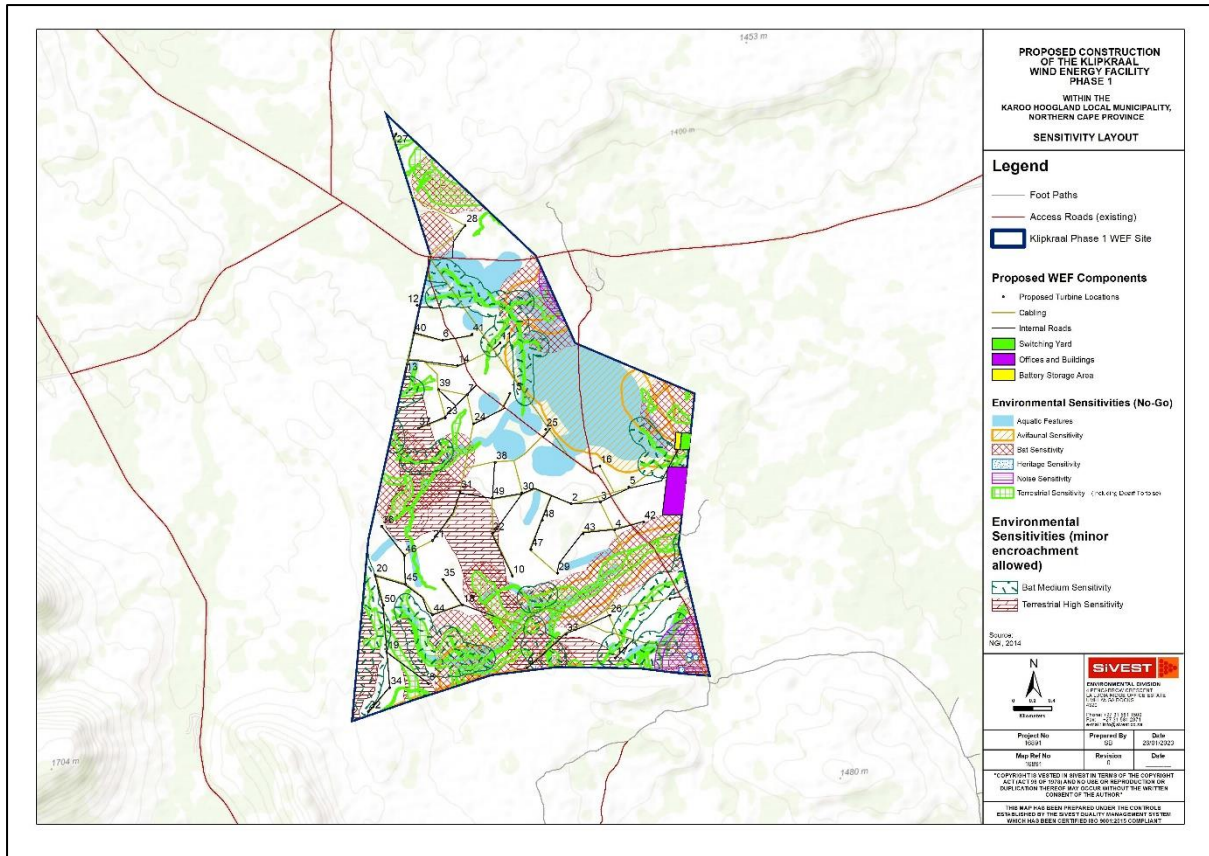 PROPOSED CONSTRUCTION
OF THE KLIPKRAAL
WIND ENERGY FACILITY
PHASE 1
WITHIN THE
KAROO HOOGLAND LOCAL MUNICIPALITY,
NORTHERN CAPE PROVINCE
SENSITIVITY LAYOUT
Legend
Foot Paths
Access Roads (existing)
Klipkraal Phase 1 WEF Site
Proposed WEF Components
Proposed Turbine Locations
Cabling
Internal Roads
Switching Yard
Offices and Buildings
Battery Storage Area
Environmental Sensitivities (No-Go)
Aquatic Features
Avifaunal Sensitivity
Bat Sensitivity
Heritage Sensitivity
Noise Sensitivity
Terrestrial Sensitivity (Including Dwarf Tortoise)
Environmental
Sensitivities (minor
encroachment
allowed)
Bat Medium Sensitivity
Terrestrial High Sensitivity
Source:
NGI, 2014
N
Kilometers
SiVEST
ENVIRONMENTAL DIVISION
Project No
Prepared By
Date
SD
Map Ref No
Revision
Date
0
"COPYRIGHT IS VESTED IN SIVEST IN TERMS OF THE COPYRIGHT
ACT (ACT 98 OF 1978) AND NO USE OR REPRODUCTION OR
DUPLICATION THEREOF MAY OCCUR WITHOUT THE WRITTEN
CONSENT OF THE AUTHOR"
THIS MAP HAS BEEN PREPARED UNDER THE CONTROLS
ESTABLISHED BY THE SIVEST QUALITY MANAGEMENT SYSTEM
WHICH HAS BEEN CERTIFIED ISO 9001:2015 COMPLIANT
1453 m
27
28
12
40
6
41
11
14
13
39
7
23
24
37
25
38
16
31
49
30
5
3
2
48
22
42
4
43
21
47
46
10
29
20
45
35
50
18
44
26
33
19
34
8
32
1704 m
1480 m